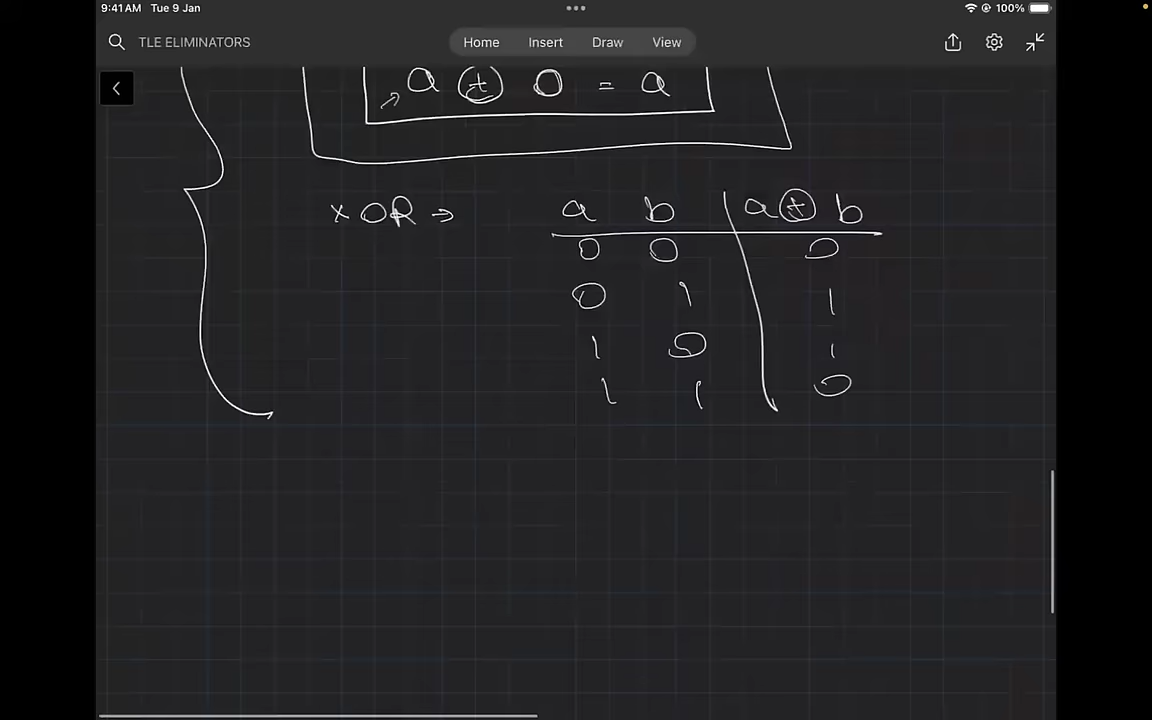 9:41 AM Tue 9 Jan 100%
TLE ELIMINATORS Home Insert Draw View
a ⊕ 0 = a
XOR → a b a ⊕ b
0 0 0
0 1 1
1 0 1
1 1 0